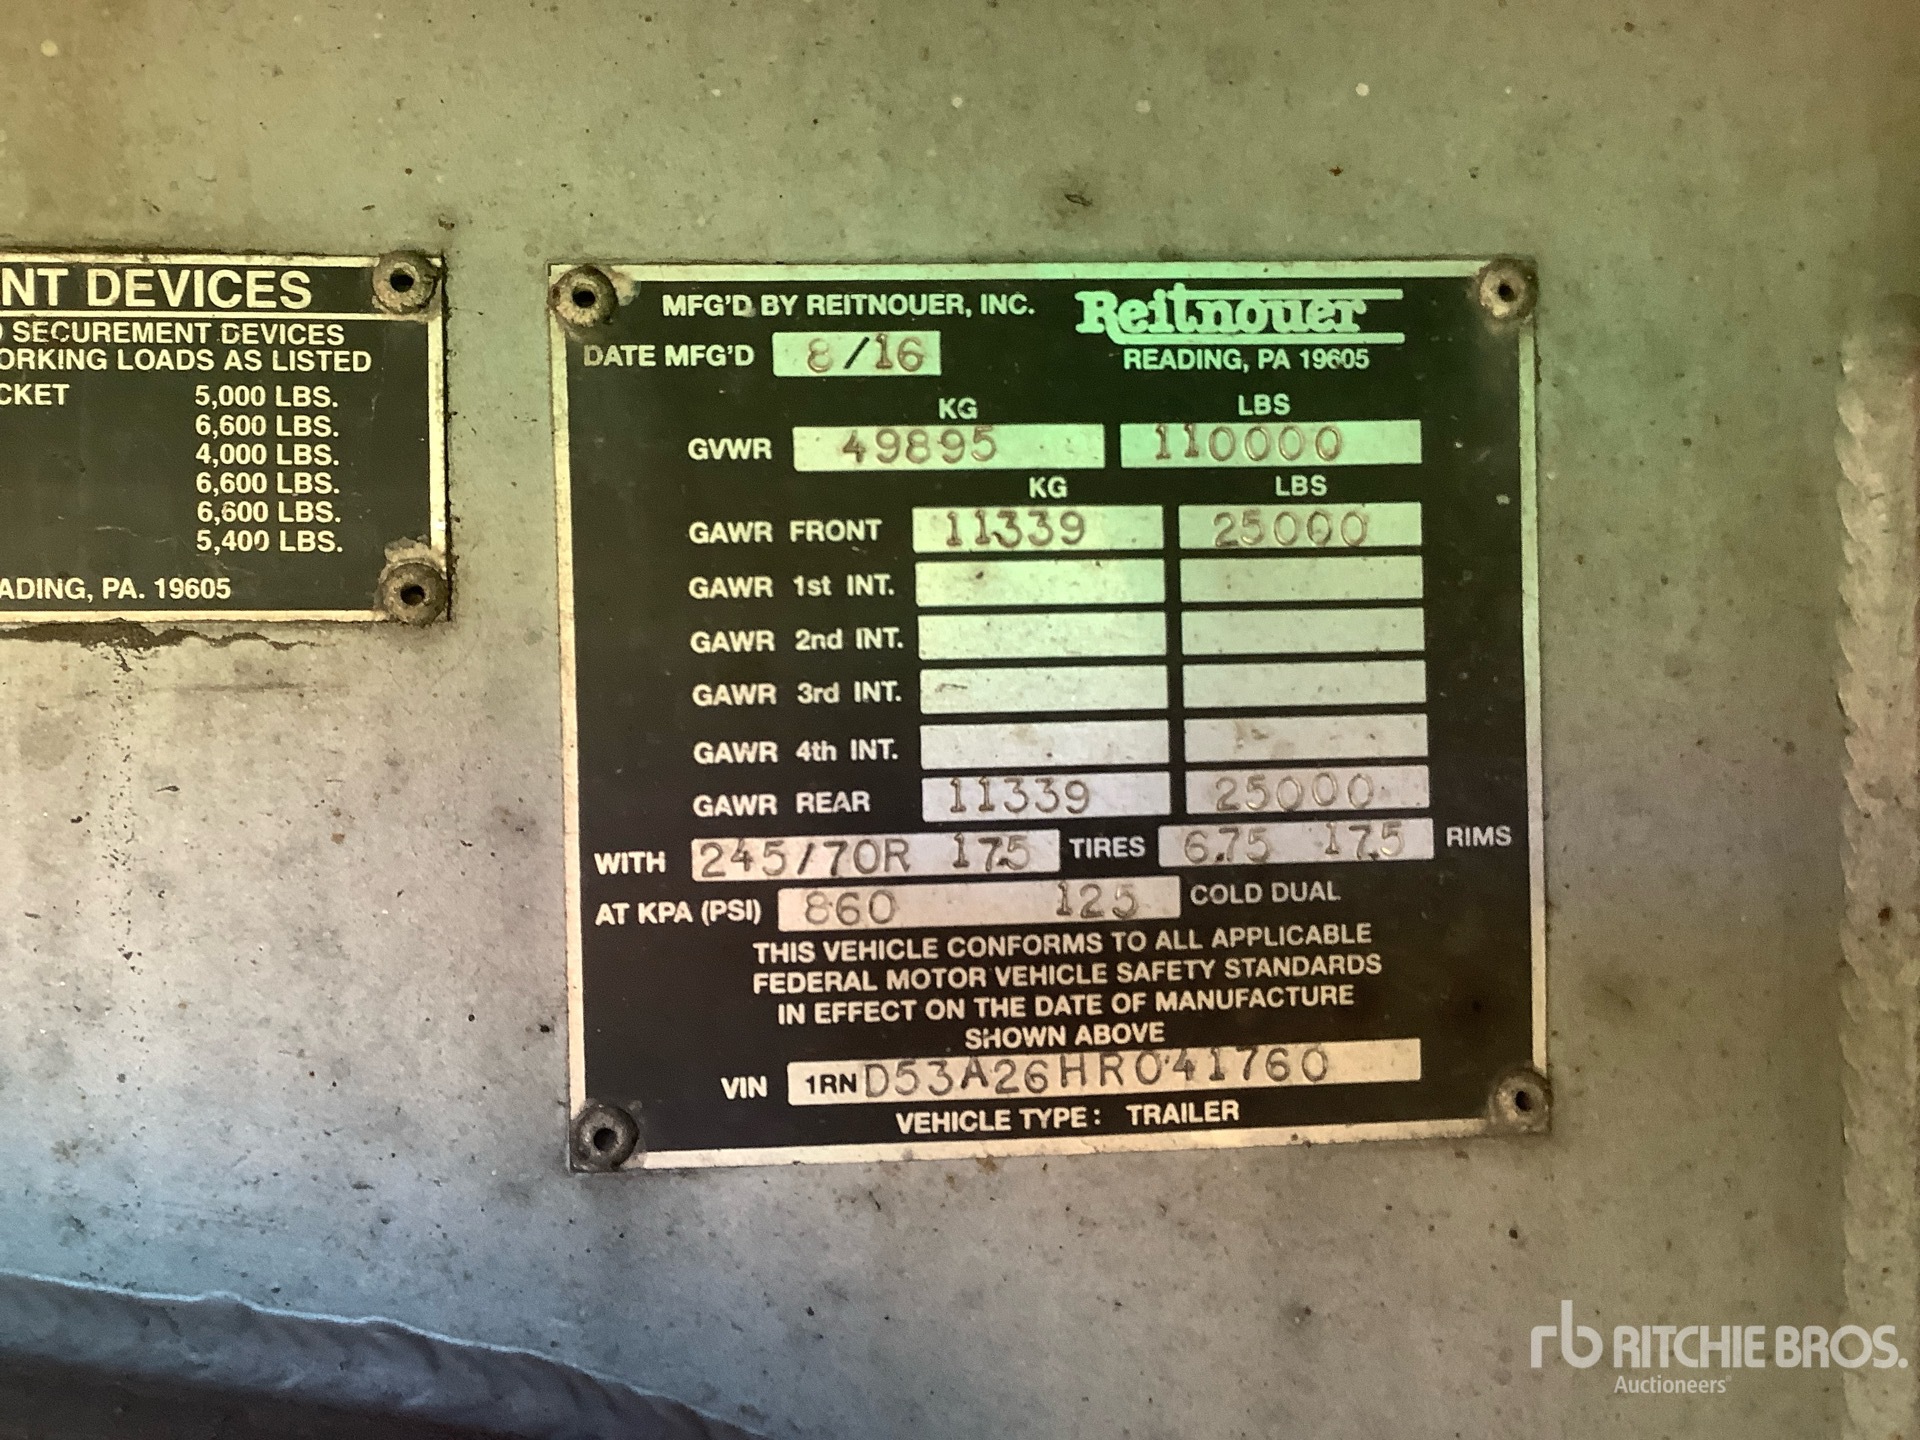 NT DEVICES
SECUREMENT DEVICES
ORKING LOADS AS LISTED
CKET 5,000 LBS.
6,600 LBS.
4,000 LBS.
6,600 LBS.
6,600 LBS.
5,400 LBS.
ADING, PA. 19605
MFG'D BY REITNOUER, INC. Reitnouer
DATE MFG'D 8/16 READING, PA 19605
KG LBS
GVWR 49895 110000
KG LBS
GAWR FRONT 11339 25000
GAWR 1st INT.
GAWR 2nd INT.
GAWR 3rd INT.
GAWR 4th INT.
GAWR REAR 11339 25000
WITH 245/70R 17.5 TIRES 6.75 17.5 RIMS
AT KPA (PSI) 860 125 COLD DUAL
THIS VEHICLE CONFORMS TO ALL APPLICABLE
FEDERAL MOTOR VEHICLE SAFETY STANDARDS
IN EFFECT ON THE DATE OF MANUFACTURE
SHOWN ABOVE
VIN 1RND53A26HR041760
VEHICLE TYPE: TRAILER
rb RITCHIE BROS.
Auctioneers